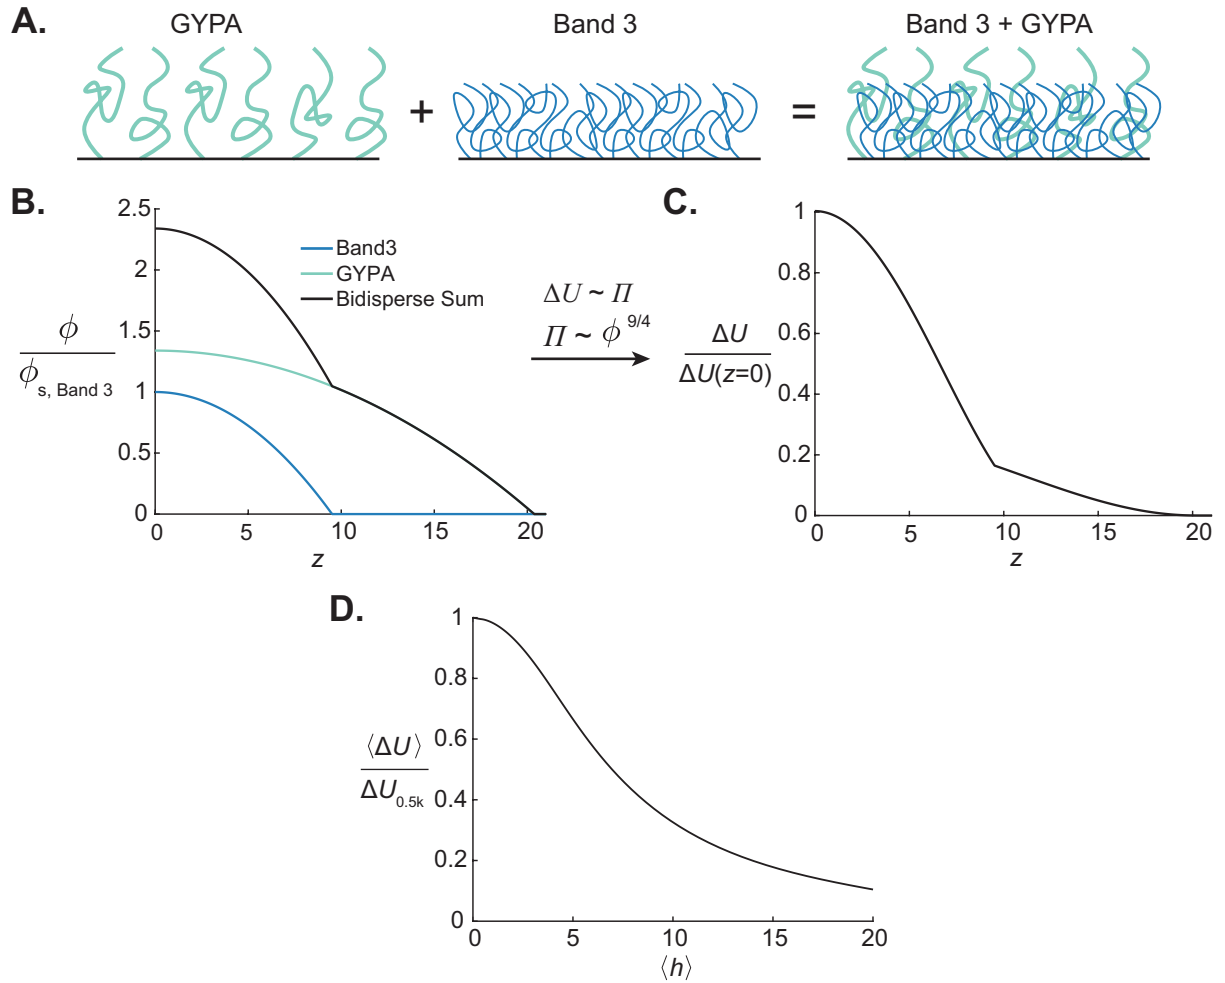 A.
GYPA
Band 3
Band 3 + GYPA
+
=
B.
2.5
2
1.5
1
0.5
0
0 5 10 15 20
z
ϕ
ϕs, Band 3
Band3
GYPA
Bidisperse Sum
ΔU ~ Π
Π ~ ϕ 9/4
C.
ΔU
ΔU(z=0)
1
0.8
0.6
0.4
0.2
0
0 5 10 15 20
z
D.
⟨ΔU⟩
ΔU0.5k
1
0.8
0.6
0.4
0.2
0
0 5 10 15 20
⟨h⟩